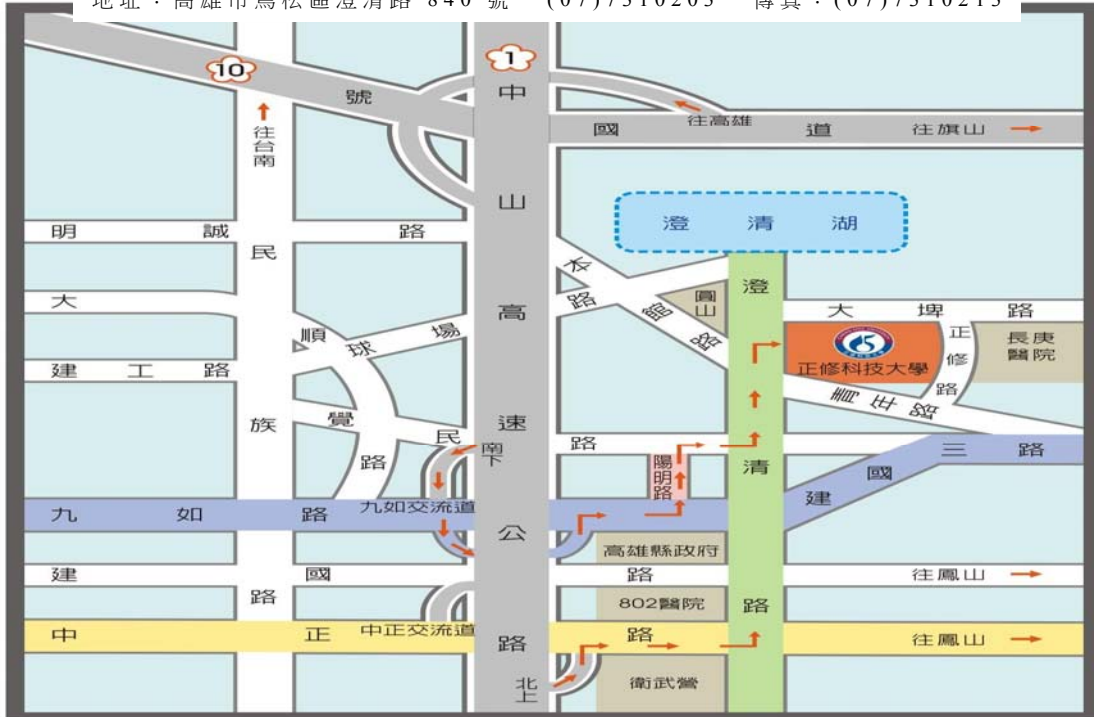 地址：高雄市鳥松區澄清路 840 號 (07)7310203 傳真：(07)7310213
10
1
號
中山高速公路
國道
往高雄
往旗山
往台南
澄清湖
明誠路
民族路
大順路
本館路
球場路
圓山
澄清路
大埤路
正修科技大學
正修路
長庚醫院
建工路
覺民路
南下
陽明路
建國三路
九如路
九如交流道
高雄縣政府
建國路
往鳳山
802醫院
中正路
中正交流道
往鳳山
北上
衛武營